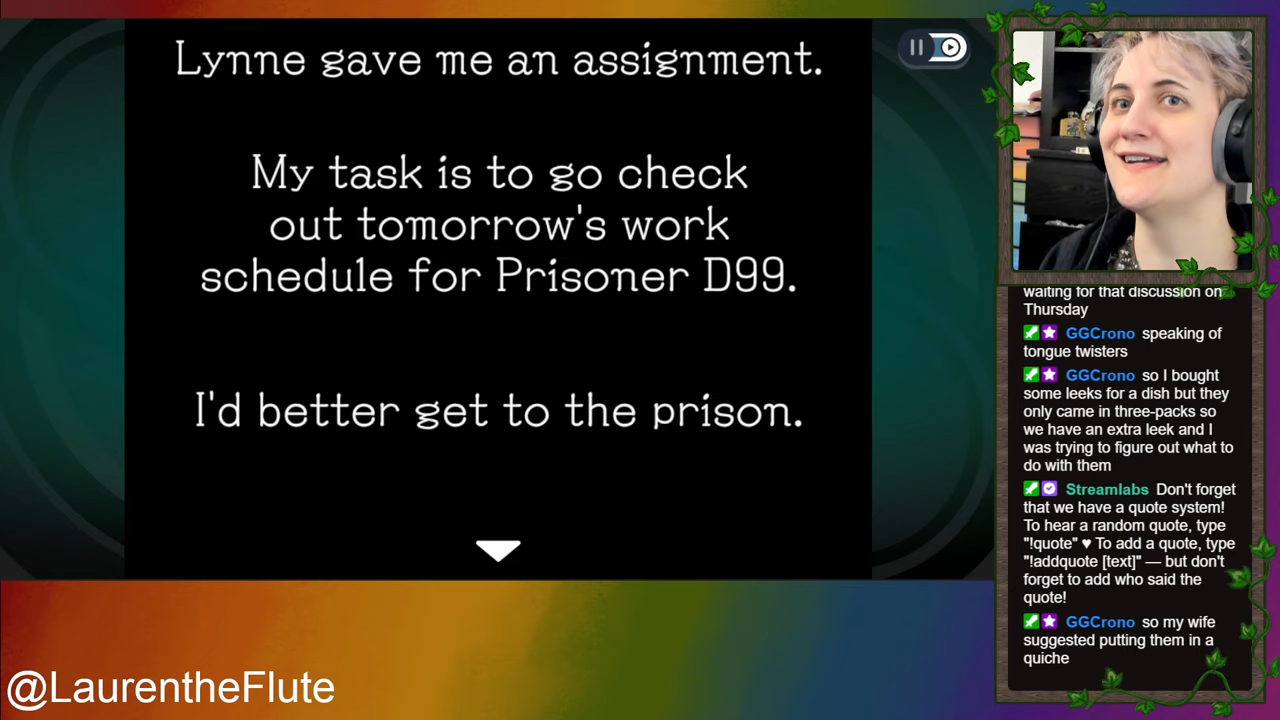 Lynne gave me an assignment.
My task is to go check
out tomorrow's work
schedule for Prisoner D99.
I'd better get to the prison.
waiting for that discussion on
Thursday
GGCrono speaking of
tongue twisters
GGCrono so I bought
some leeks for a dish but they
only came in three-packs so
we have an extra leek and I
was trying to figure out what to
do with them
Streamlabs Don't forget
that we have a quote system!
To hear a random quote, type
"!quote" ♥ To add a quote, type
"!addquote [text]" — but don't
forget to add who said the
quote!
GGCrono so my wife
suggested putting them in a
quiche
@LaurentheFlute